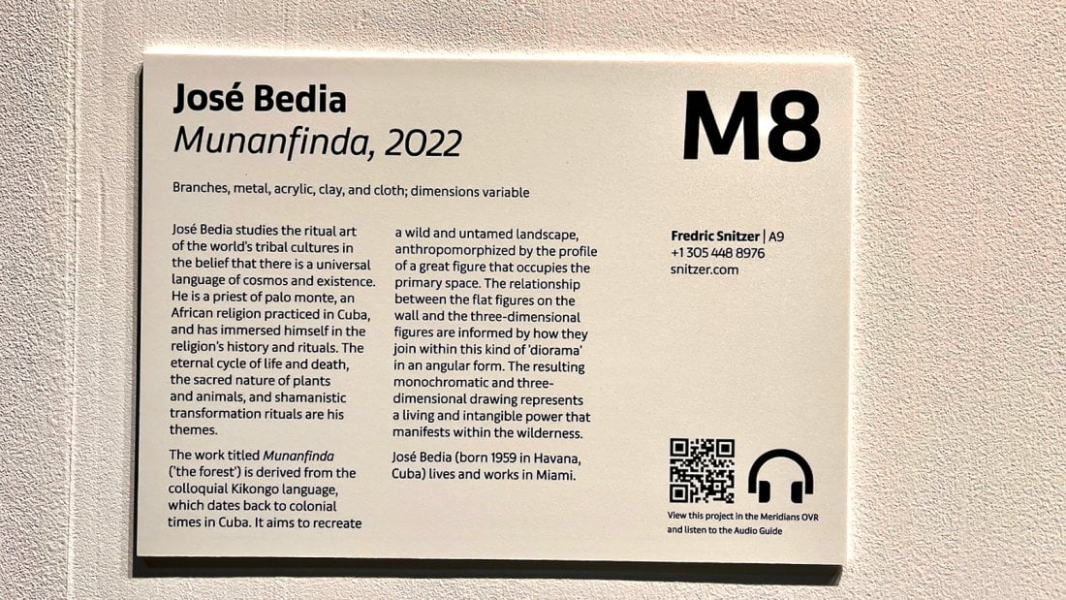 José Bedia
Munanfinda, 2022
M8
Branches, metal, acrylic, clay, and cloth; dimensions variable
José Bedia studies the ritual art
of the world's tribal cultures in
the belief that there is a universal
language of cosmos and existence.
He is a priest of palo monte, an
African religion practiced in Cuba,
and has immersed himself in the
religion's history and rituals. The
eternal cycle of life and death,
the sacred nature of plants
and animals, and shamanistic
transformation rituals are his
themes.
The work titled Munanfinda
('the forest') is derived from the
colloquial Kikongo language,
which dates back to colonial
times in Cuba. It aims to recreate
a wild and untamed landscape,
anthropomorphized by the profile
of a great figure that occupies the
primary space. The relationship
between the flat figures on the
wall and the three-dimensional
figures are informed by how they
join within this kind of 'diorama'
in an angular form. The resulting
monochromatic and three-
dimensional drawing represents
a living and intangible power that
manifests within the wilderness.
José Bedia (born 1959 in Havana,
Cuba) lives and works in Miami.
Fredric Snitzer | A9
+1 305 448 8976
snitzer.com
View this project in the Meridians OVR
and listen to the Audio Guide